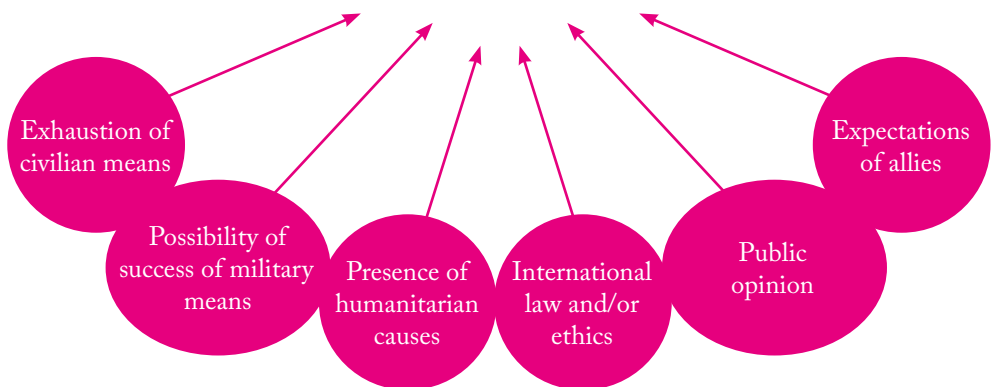 Exhaustion of
civilian means
Possibility of
success of military
means
Presence of
humanitarian
causes
International
law and/or
ethics
Public
opinion
Expectations
of allies